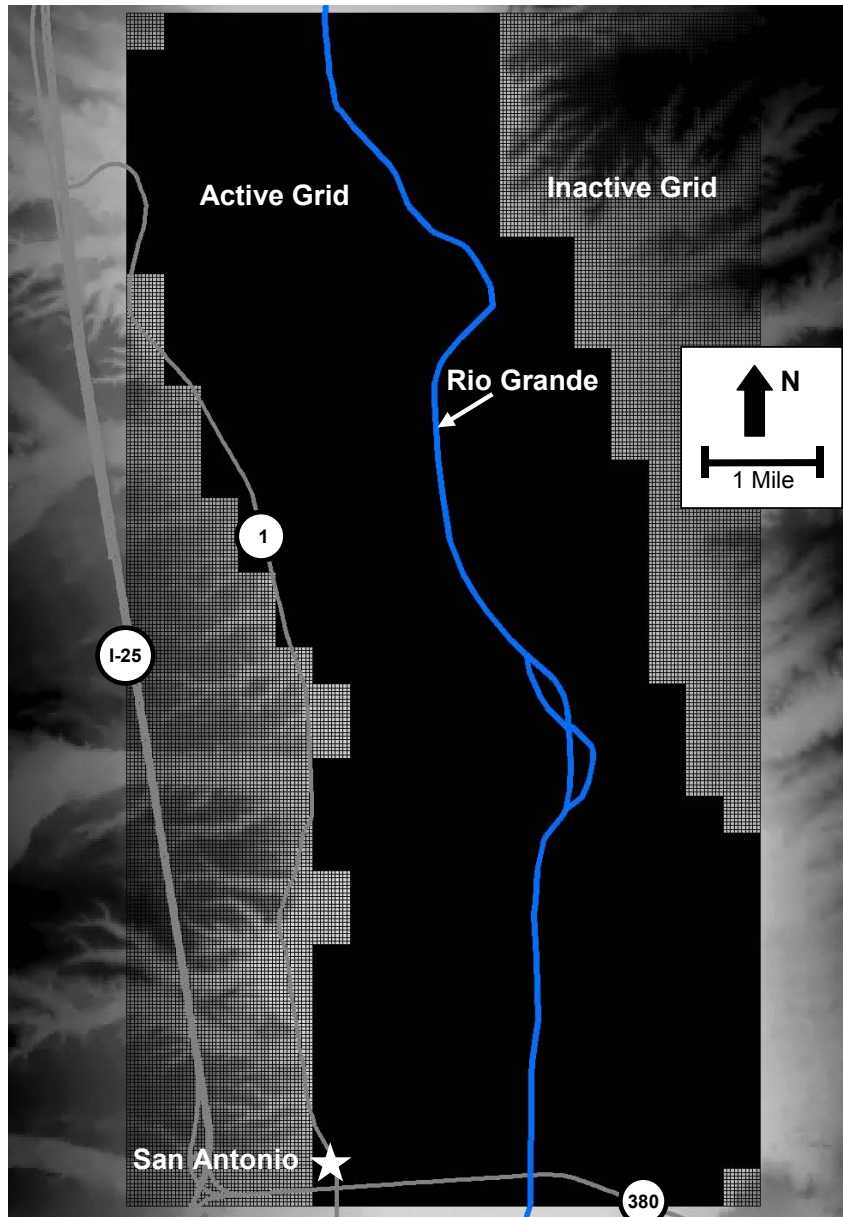 Active Grid
Inactive Grid
Rio Grande
N
1 Mile
1
I-25
San Antonio
380